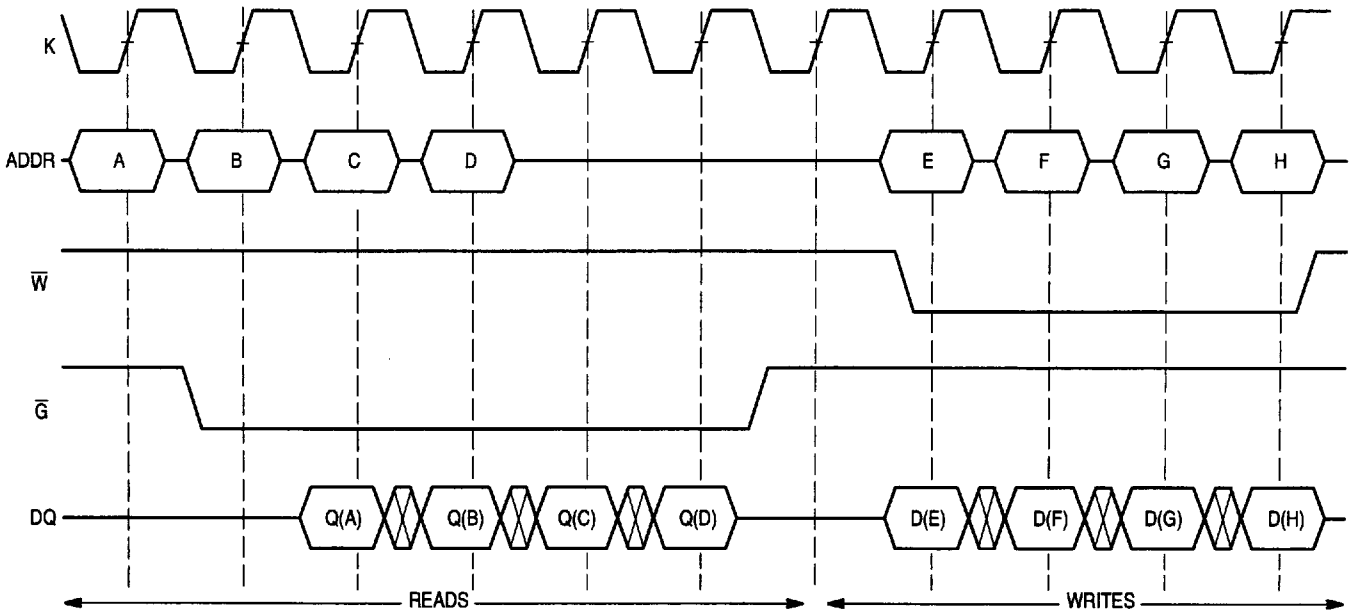 K
ADDR A B C D E F G H
W̅
G̅
DQ Q(A) Q(B) Q(C) Q(D) D(E) D(F) D(G) D(H)
READS WRITES